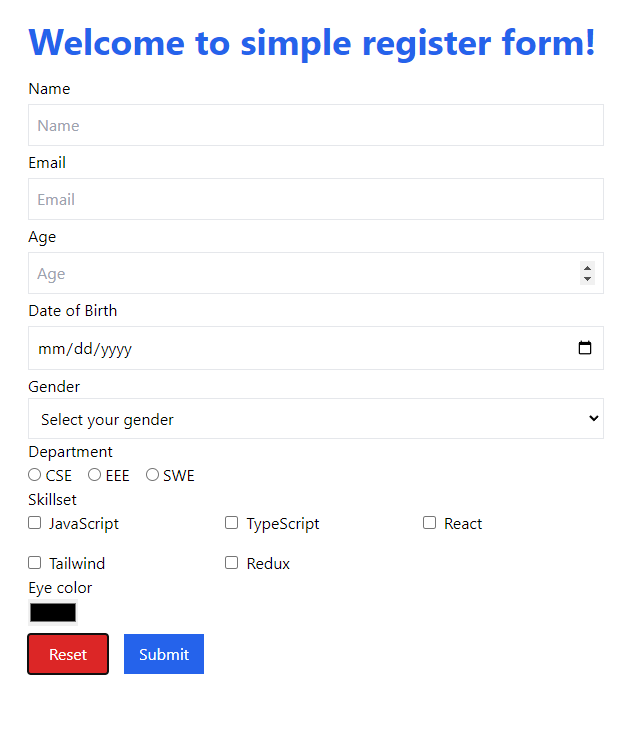 Welcome to simple register form!
Name
Name
Email
Email
Age
Age
Date of Birth
mm/dd/yyyy
Gender
Select your gender
Department
CSE EEE SWE
Skillset
JavaScript TypeScript React
Tailwind Redux
Eye color
Reset Submit